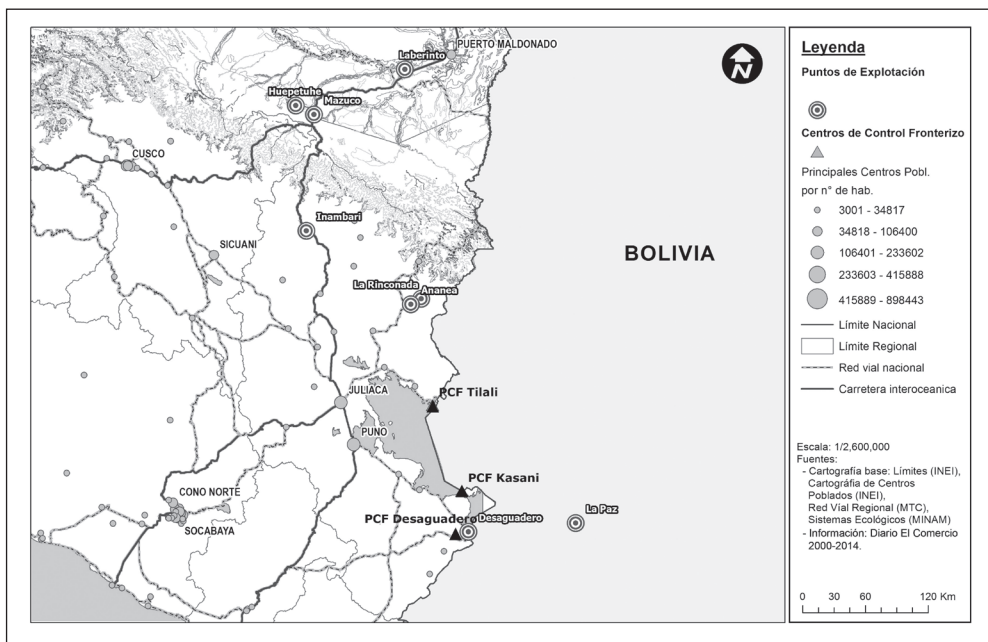 Laberinto
PUERTO MALDONADO
N
Huepetuhe
Mazuco
CUSCO
Inambari
SICUANI
BOLIVIA
La Rinconada
Ananea
PCF Tilali
JULIACA
PUNO
PCF Kasani
CONO NORTE
SOCABAYA
PCF Desaguadero
Desaguadero
La Paz
Leyenda
Puntos de Explotación
Centros de Control Fronterizo
Principales Centros Pobl.
por n° de hab.
3001 - 34817
34818 - 106400
106401 - 233602
233603 - 415888
415889 - 898443
Límite Nacional
Límite Regional
Red vial nacional
Carretera interoceanica
Escala: 1/2,600,000
Fuentes:
- Cartografía base: Límites (INEI),
Cartográfia de Centros
Poblados (INEI),
Red Víal Regional (MTC),
Sistemas Ecológicos (MINAM)
- Información: Diario El Comercio
2000-2014.
0 30 60 120 Km